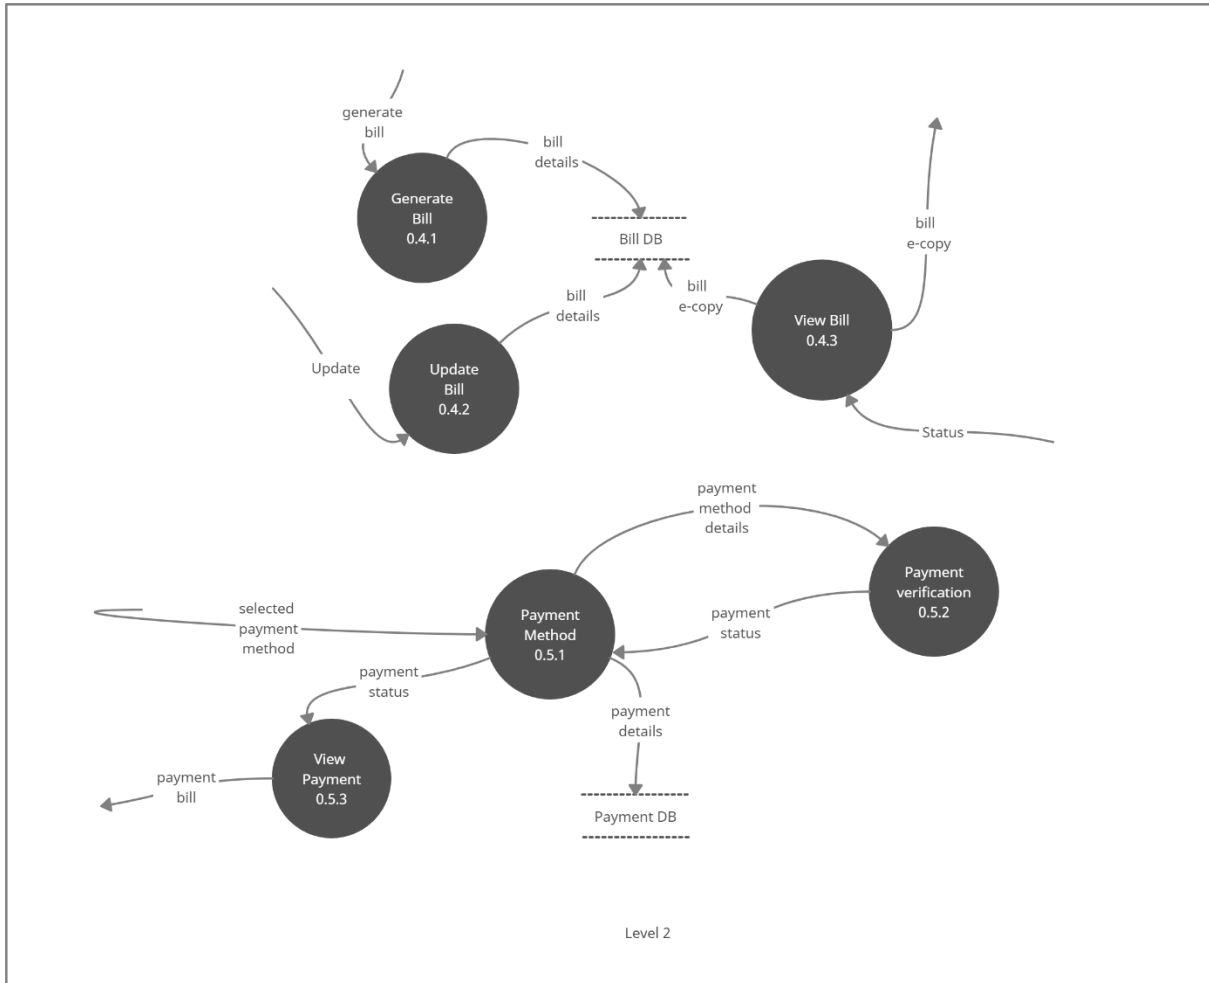 generate
bill
bill
details
Generate
Bill
0.4.1
Bill DB
bill
e-copy
bill
details
bill
e-copy
View Bill
0.4.3
Update
Update
Bill
0.4.2
Status
payment
method
details
Payment
verification
0.5.2
selected
payment
method
Payment
Method
0.5.1
payment
status
payment
status
payment
details
View
Payment
0.5.3
payment
bill
Payment DB
Level 2